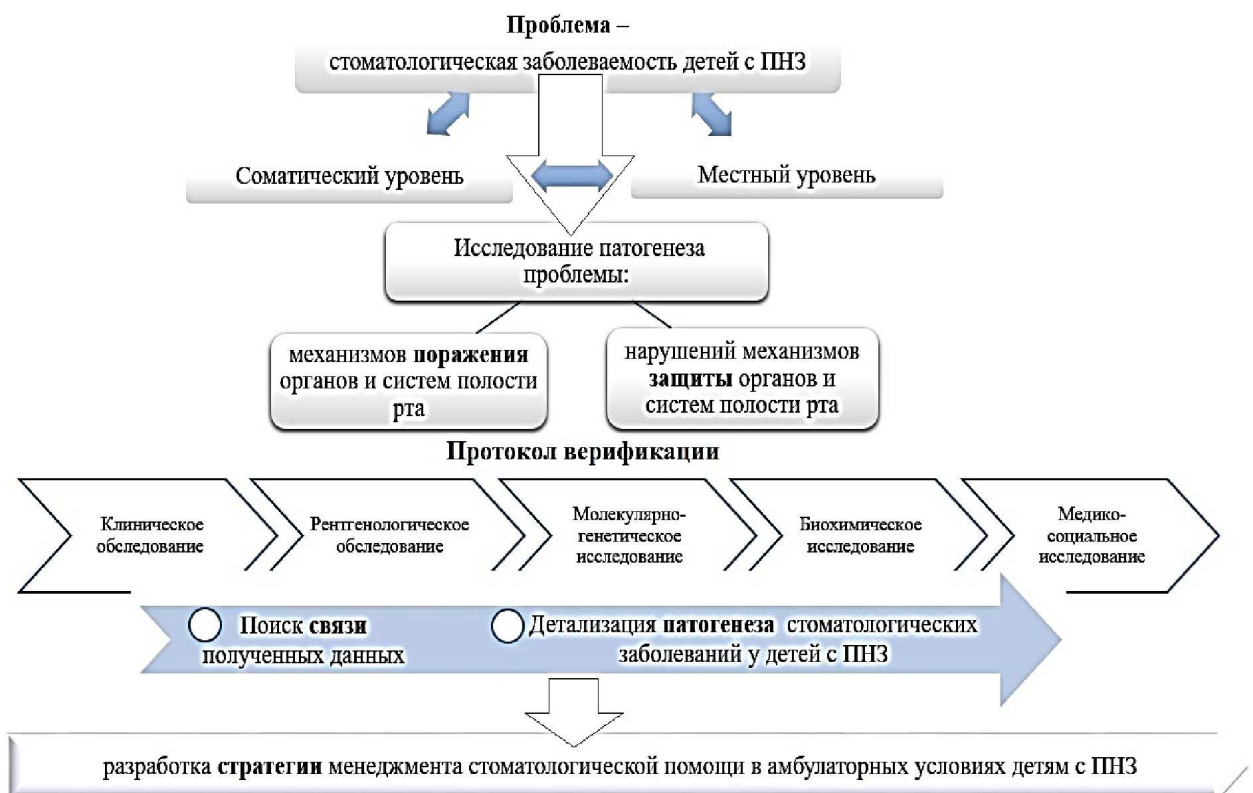 Проблема –
стоматологическая заболеваемость детей с ПНЗ
Соматический уровень
Местный уровень
Исследование патогенеза
проблемы:
механизмов поражения
органов и систем полости
рта
нарушений механизмов
защиты органов и
систем полости рта
Протокол верификации
Клиническое
обследование
Рентгенологическое
обследование
Молекулярно-
генетическое
исследование
Биохимическое
исследование
Медико-
социальное
исследование
Поиск связи
полученных данных
Детализация патогенеза стоматологических
заболеваний у детей с ПНЗ
разработка стратегии менеджмента стоматологической помощи в амбулаторных условиях детям с ПНЗ